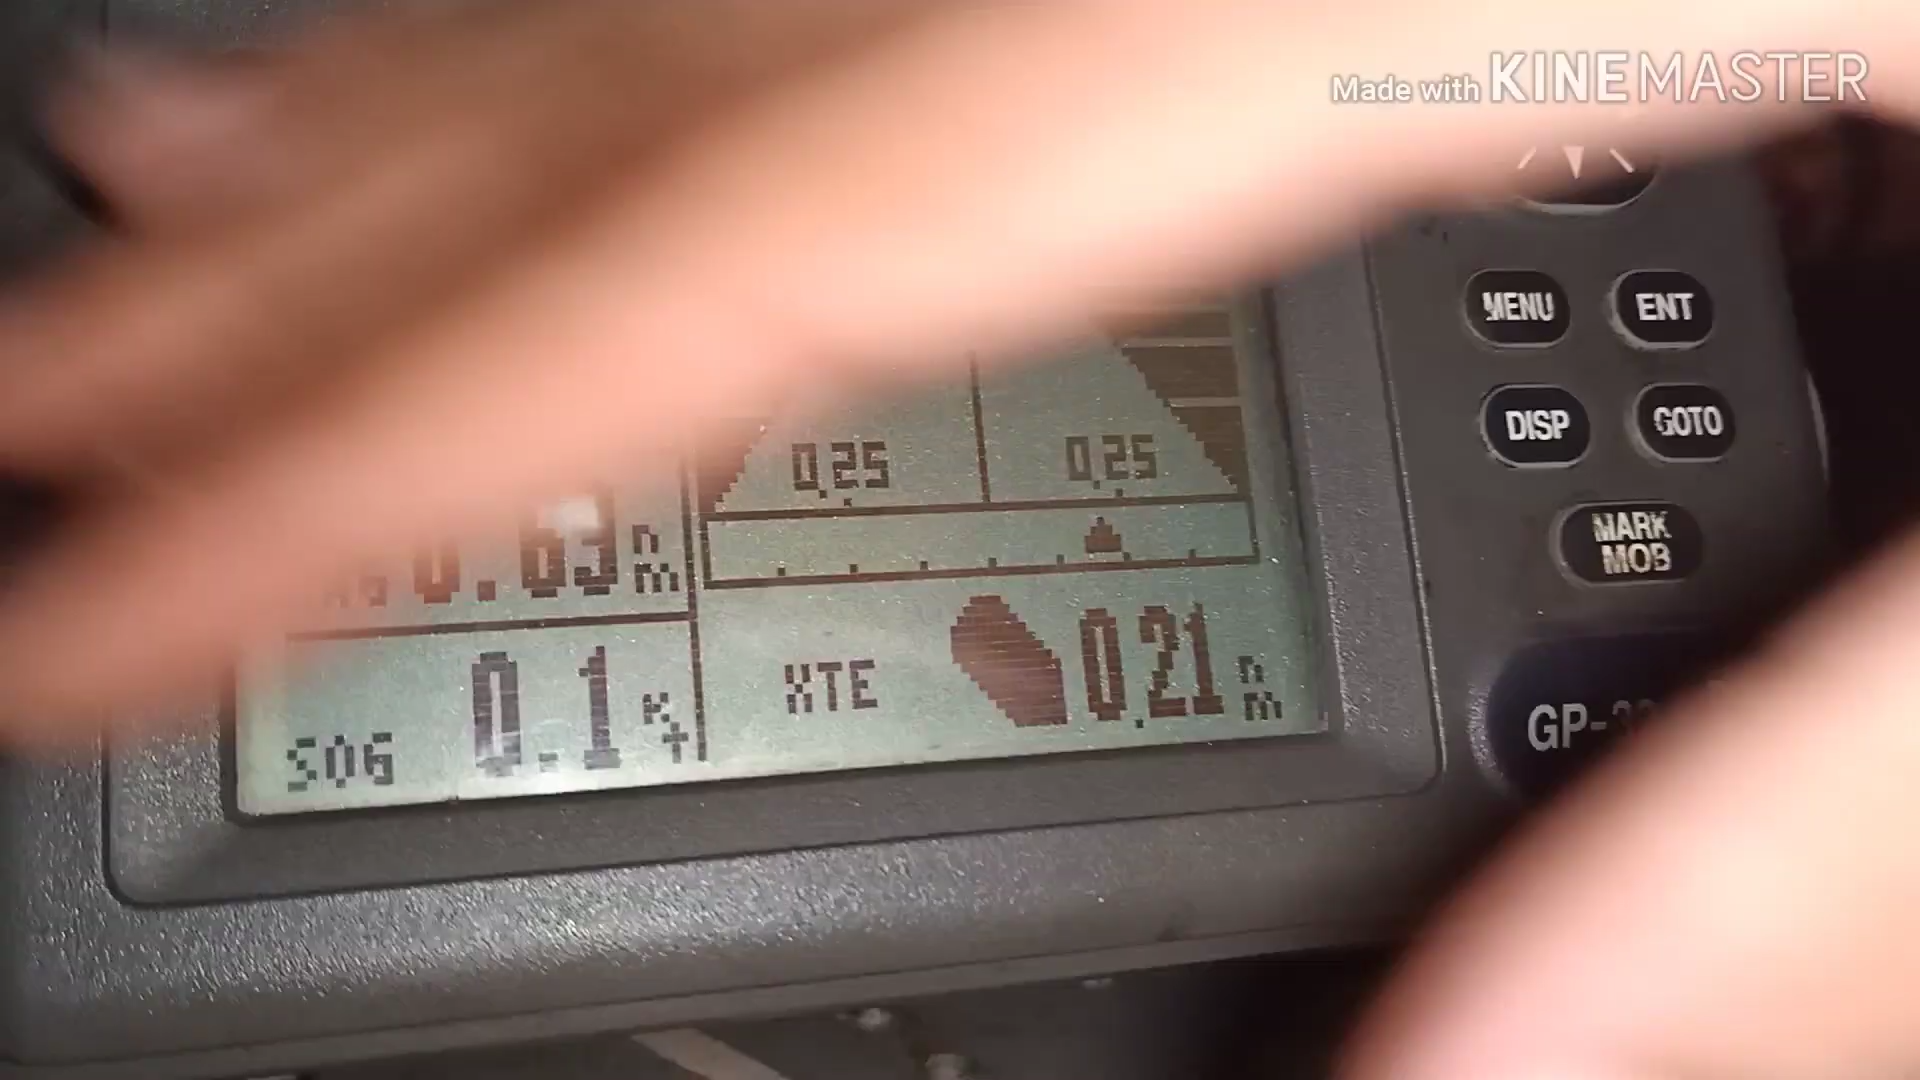 Made with KINEMASTER
MENU ENT
DISP GOTO
MARK
MOB
0.25 0.25
nm
SOG 0.1 kt
XTE 0.21 nm